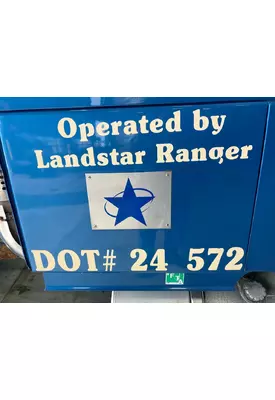 Operated by
Landstar Ranger
DOT# 24 572